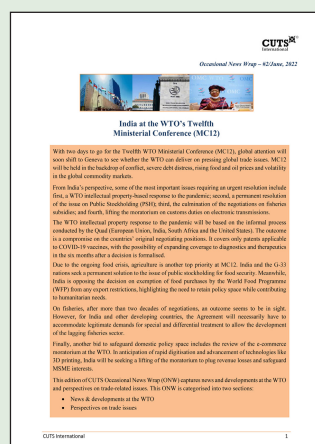 CUTS
International
Occasional News Wrap – #2/June, 2022
India at the WTO's Twelfth
Ministerial Conference (MC12)
With two days to go for the Twelfth WTO Ministerial Conference (MC12), global attention will
soon shift to Geneva to see whether the WTO can deliver on pressing global trade issues. MC12
will be held in the backdrop of conflict, severe debt distress, rising food and oil prices and volatility
in the global commodity markets.
From India's perspective, some of the most important issues requiring an urgent resolution include
first, a WTO intellectual property-based response to the pandemic; second, a permanent resolution
of the issue on Public Stockholding (PSH); third, the culmination of the negotiations on fisheries
subsidies; and fourth, lifting the moratorium on customs duties on electronic transmissions.
The WTO intellectual property response to the pandemic will be based on the informal process
conducted by the Quad (European Union, India, South Africa and the United States). The outcome
is a compromise on the countries' original negotiating positions. It covers only patents applicable
to COVID-19 vaccines, with the possibility of expanding coverage to diagnostics and therapeutics
in the six months after a decision is formalised.
Due to the ongoing food crisis, agriculture is another top priority at MC12. India and the G-33
nations seek a permanent solution to the issue of public stockholding for food security. Meanwhile,
India is opposing the decision on exemption of food purchases by the World Food Programme
(WFP) from any export restrictions, highlighting the need to retain policy space while contributing
to humanitarian needs.
On fisheries, after more than two decades of negotiations, an outcome seems to be in sight.
However, for India and other developing countries, the Agreement will necessarily have to
accommodate legitimate demands for special and differential treatment to allow the development
of the lagging fisheries sector.
Finally, another bid to safeguard domestic policy space includes the review of the e-commerce
moratorium at the WTO. In anticipation of rapid digitisation and advancement of technologies like
3D printing, India will be seeking a lifting of the moratorium to plug revenue losses and safeguard
MSME interests.
This edition of CUTS Occasional News Wrap (ONW) captures news and developments at the WTO
and perspectives on trade-related issues. This ONW is categorised into two sections:
• News & developments at the WTO
• Perspectives on trade issues
CUTS International 1